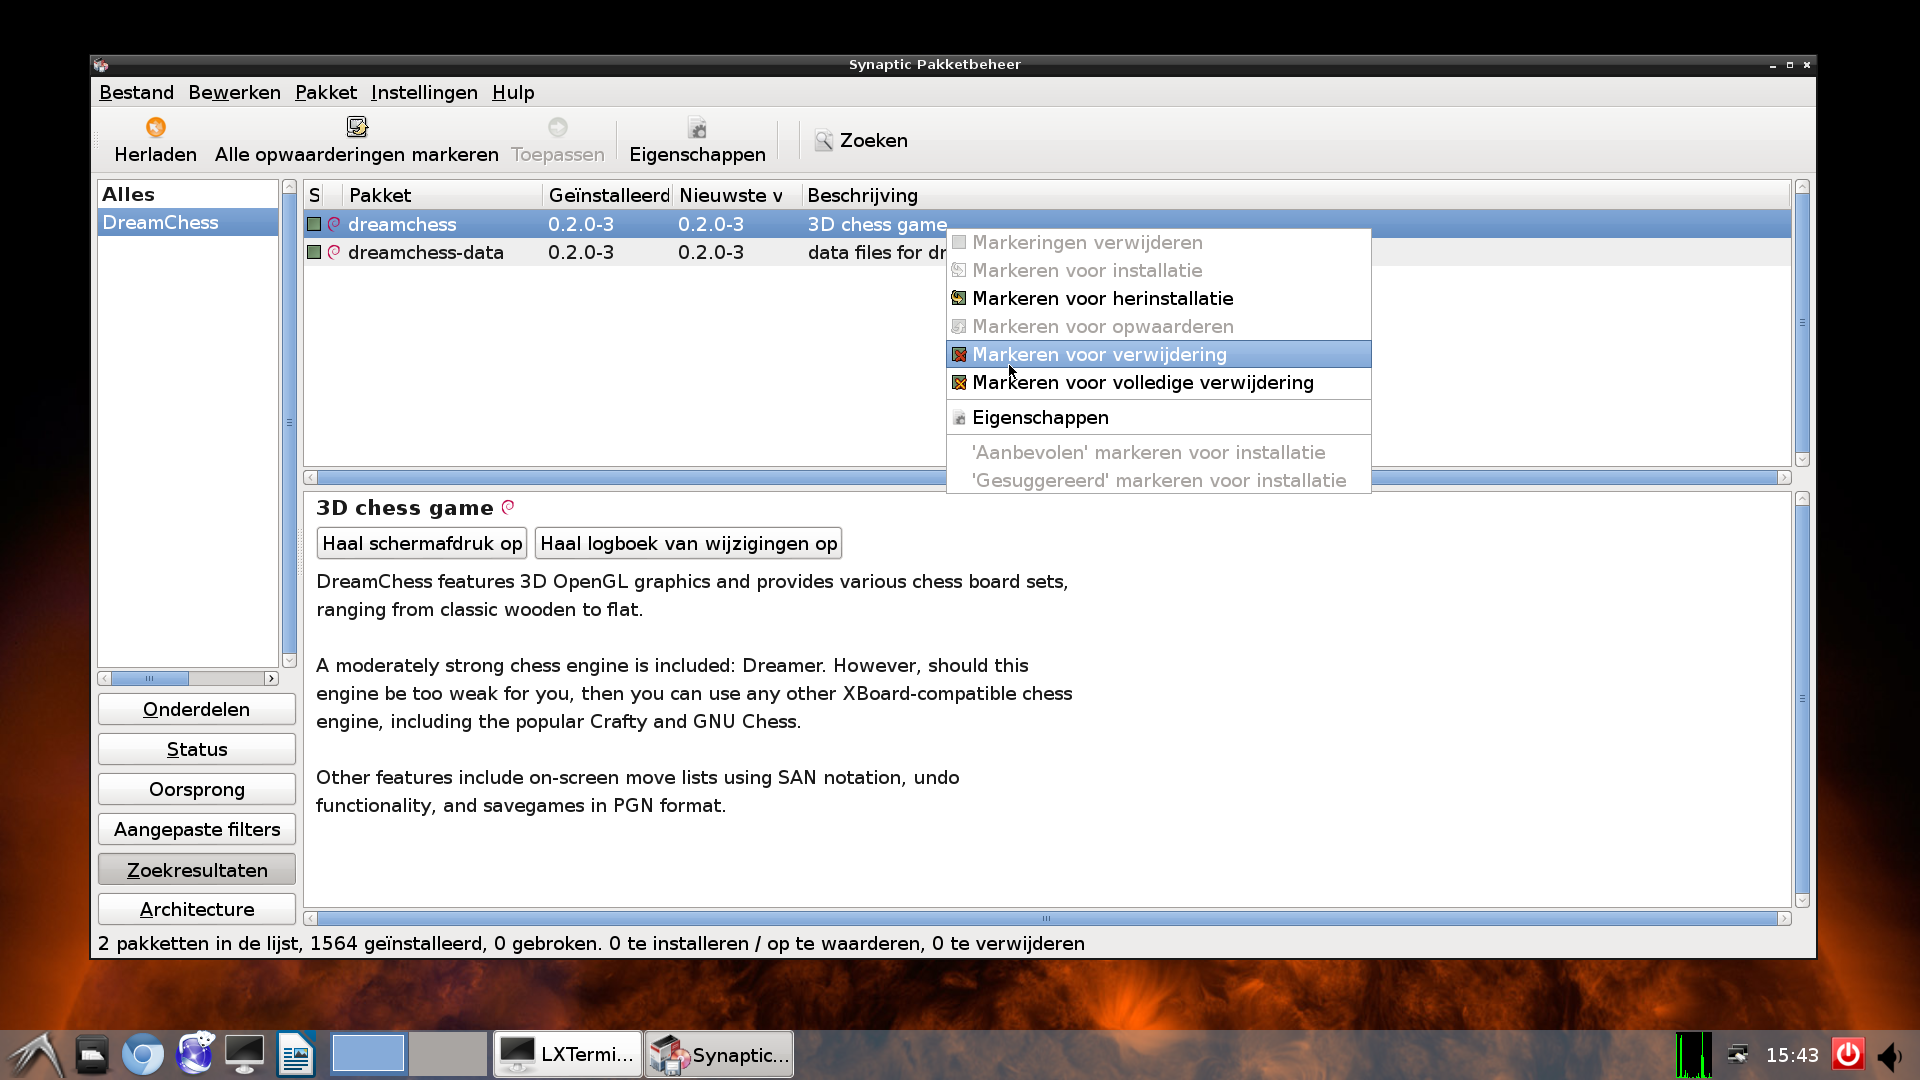 Synaptic Pakketbeheer
Bestand Bewerken Pakket Instellingen Hulp
Herladen Alle opwaarderingen markeren Toepassen Eigenschappen Zoeken
Alles
DreamChess
S Pakket Geïnstalleerd Nieuwste v Beschrijving
dreamchess 0.2.0-3 0.2.0-3 3D chess game
dreamchess-data 0.2.0-3 0.2.0-3 data files for dr
Markeringen verwijderen
Markeren voor installatie
Markeren voor herinstallatie
Markeren voor opwaarderen
Markeren voor verwijdering
Markeren voor volledige verwijdering
Eigenschappen
'Aanbevolen' markeren voor installatie
'Gesuggereerd' markeren voor installatie
3D chess game
Haal schermafdruk op Haal logboek van wijzigingen op
DreamChess features 3D OpenGL graphics and provides various chess board sets,
ranging from classic wooden to flat.
A moderately strong chess engine is included: Dreamer. However, should this
engine be too weak for you, then you can use any other XBoard-compatible chess
engine, including the popular Crafty and GNU Chess.
Other features include on-screen move lists using SAN notation, undo
functionality, and savegames in PGN format.
Onderdelen
Status
Oorsprong
Aangepaste filters
Zoekresultaten
Architecture
2 pakketten in de lijst, 1564 geïnstalleerd, 0 gebroken. 0 te installeren / op te waarderen, 0 te verwijderen
LXTermi... Synaptic... 15:43